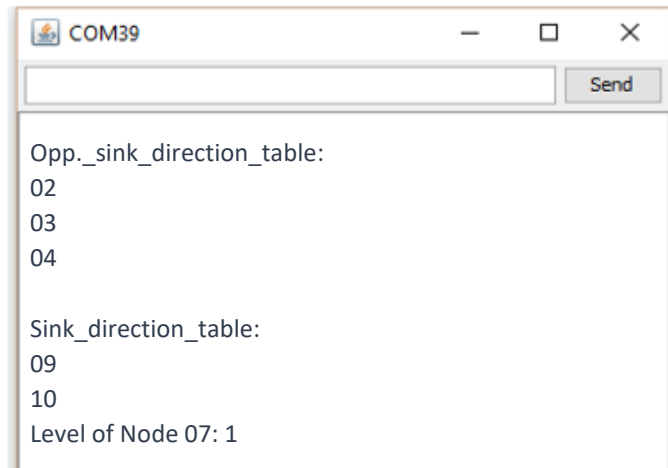 COM39
Send
Opp._sink_direction_table:
02
03
04
Sink_direction_table:
09
10
Level of Node 07: 1